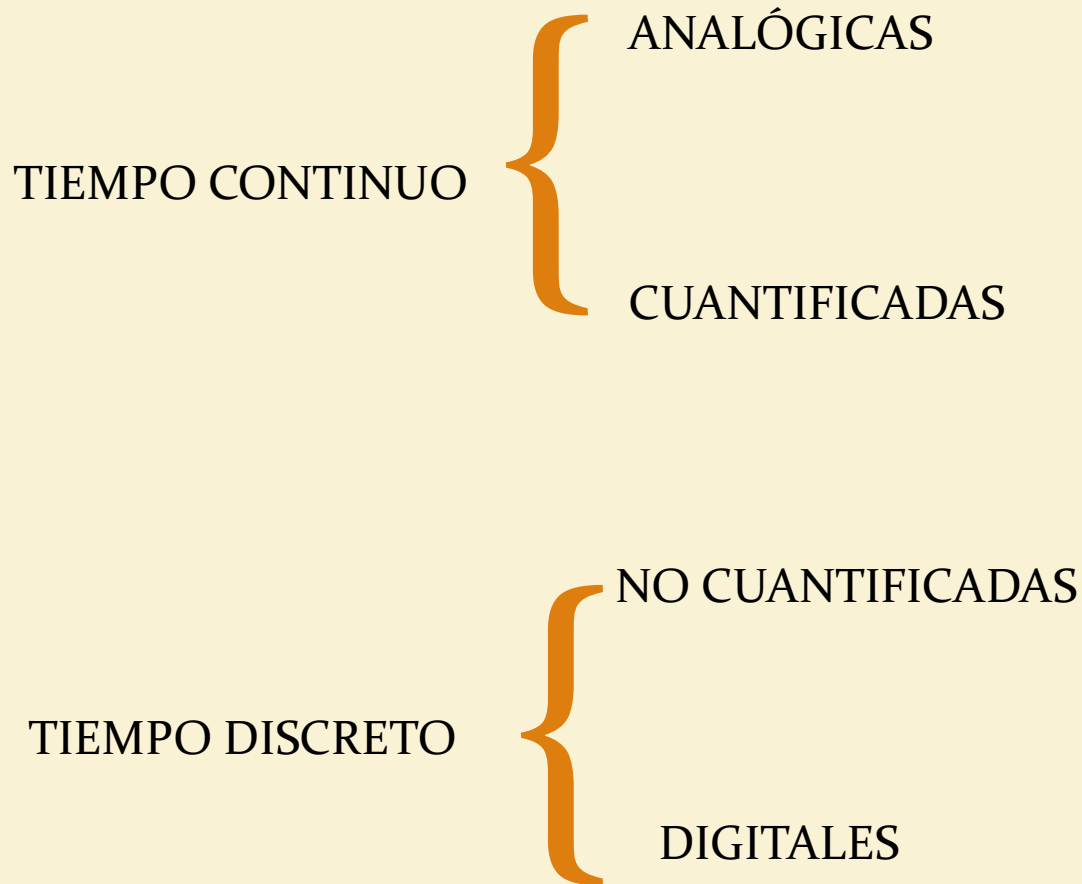 ANALÓGICAS
TIEMPO CONTINUO
CUANTIFICADAS
NO CUANTIFICADAS
TIEMPO DISCRETO
DIGITALES